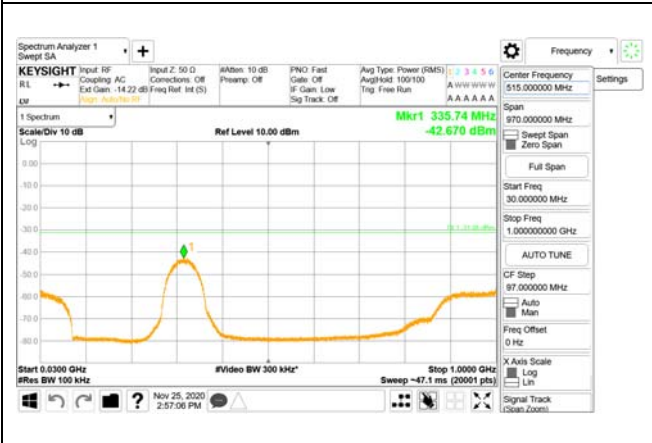 Spectrum Analyzer 1
Swept SA
Frequency
KEYSIGHT
Input: RF
Input Z: 50 Ω
#Atten: 10 dB
PNO: Fast
Avg Type: Power (RMS)
1 2 3 4 5 6
RL
Coupling: AC
Corrections: Off
Preamp: Off
Gate: Off
Avg|Hold: 100/100
A W W W W W
Ext Gain: -14.22 dB
Freq Ref: Int (S)
IF Gain: Low
Trig: Free Run
Align: Auto/No RF
Sig Track: Off
A A A A A A
1 Spectrum
Mkr1 335.74 MHz
Scale/Div 10 dB
Ref Level 10.00 dBm
-42.670 dBm
Log
0.00
-10.0
-20.0
-30.0
-40.0
-50.0
-60.0
-70.0
-80.0
1
Start 0.0300 GHz
#Video BW 300 kHz*
Stop 1.0000 GHz
#Res BW 100 kHz
Sweep ~47.1 ms (20001 pts)
Nov 25, 2020
2:57:06 PM
Center Frequency
515.000000 MHz
Settings
Span
970.000000 MHz
Swept Span
Zero Span
Full Span
Start Freq
30.000000 MHz
Stop Freq
1.000000000 GHz
AUTO TUNE
CF Step
97.000000 MHz
Auto
Man
Freq Offset
0 Hz
X Axis Scale
Log
Lin
Signal Track
(Span Zoom)